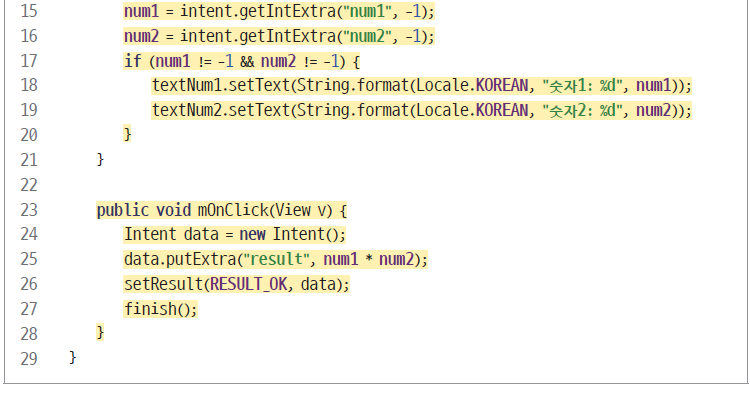 15 num1 = intent.getIntExtra("num1", -1);
16 num2 = intent.getIntExtra("num2", -1);
17 if (num1 != -1 && num2 != -1) {
18 textNum1.setText(String.format(Locale.KOREAN, "숫자1: %d", num1));
19 textNum2.setText(String.format(Locale.KOREAN, "숫자2: %d", num2));
20 }
21 }
22
23 public void mOnClick(View v) {
24 Intent data = new Intent();
25 data.putExtra("result", num1 * num2);
26 setResult(RESULT_OK, data);
27 finish();
28 }
29 }